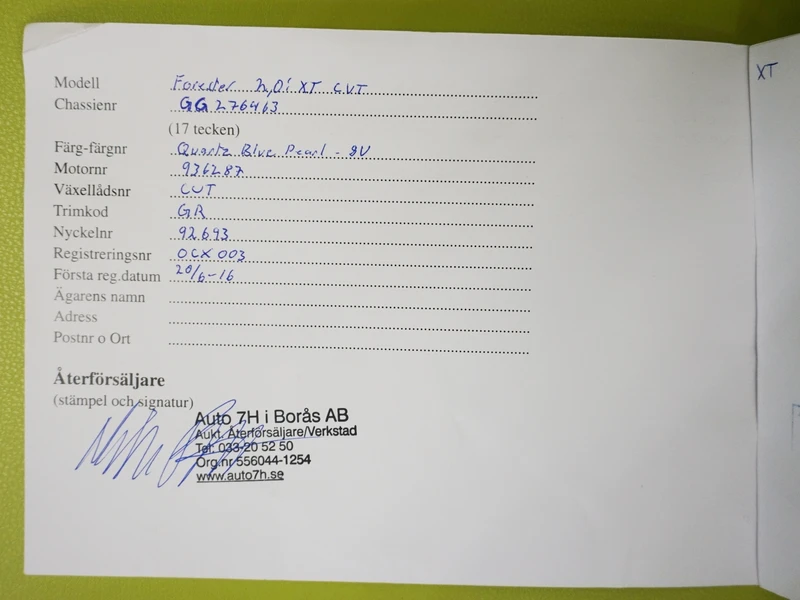 XT
Modell Forester 2,0i XT CVT
Chassienr GG276463
(17 tecken)
Färg-färgnr Quartz Blue Pearl - 8V
Motornr 936287
Växellådsnr CVT
Trimkod GR
Nyckelnr 92693
Registreringsnr OCX 003
Första reg.datum 20/6-16
Ägarens namn
Adress
Postnr o Ort
Återförsäljare
(stämpel och signatur)
Auto 7H i Borås AB
Aukt. Återförsäljare/Verkstad
Tel: 033-20 52 50
Org.nr 556044-1254
www.auto7h.se